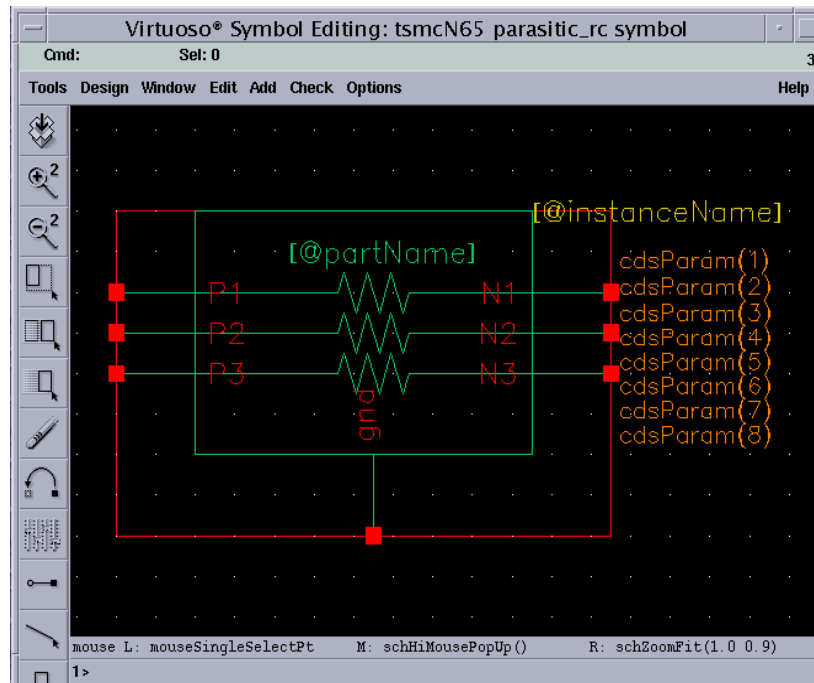 Virtuoso® Symbol Editing: tsmcN65 parasitic_rc symbol
Cmd: Sel: 0 3
Tools Design Window Edit Add Check Options Help
2
2
[@instanceName]
[@partName]
cdsParam(1)
P1 N1 cdsParam(2)
cdsParam(3)
P2 N2 cdsParam(4)
cdsParam(5)
P3 N3 cdsParam(6)
cdsParam(7)
gnd cdsParam(8)
mouse L: mouseSingleSelectPt M: schHiMousePopUp() R: schZoomFit(1.0 0.9)
1>